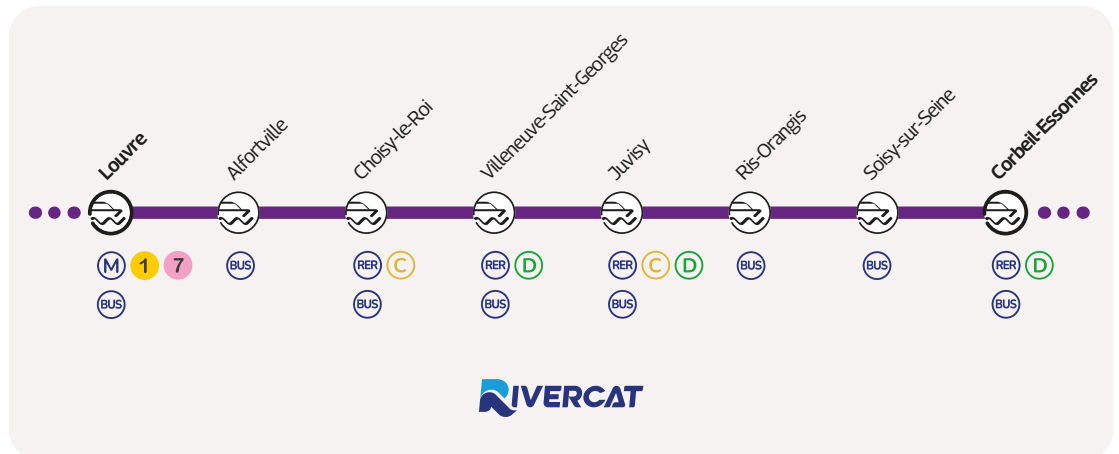 Louvre
Alfortville
Choisy-le-Roi
Villeneuve-Saint-Georges
Juvisy
Ris-Orangis
Soisy-sur-Seine
Corbeil-Essonnes
M 1 7
BUS
BUS
RER C
BUS
RER D
BUS
RER C D
BUS
BUS
BUS
RER D
BUS
RIVERCAT